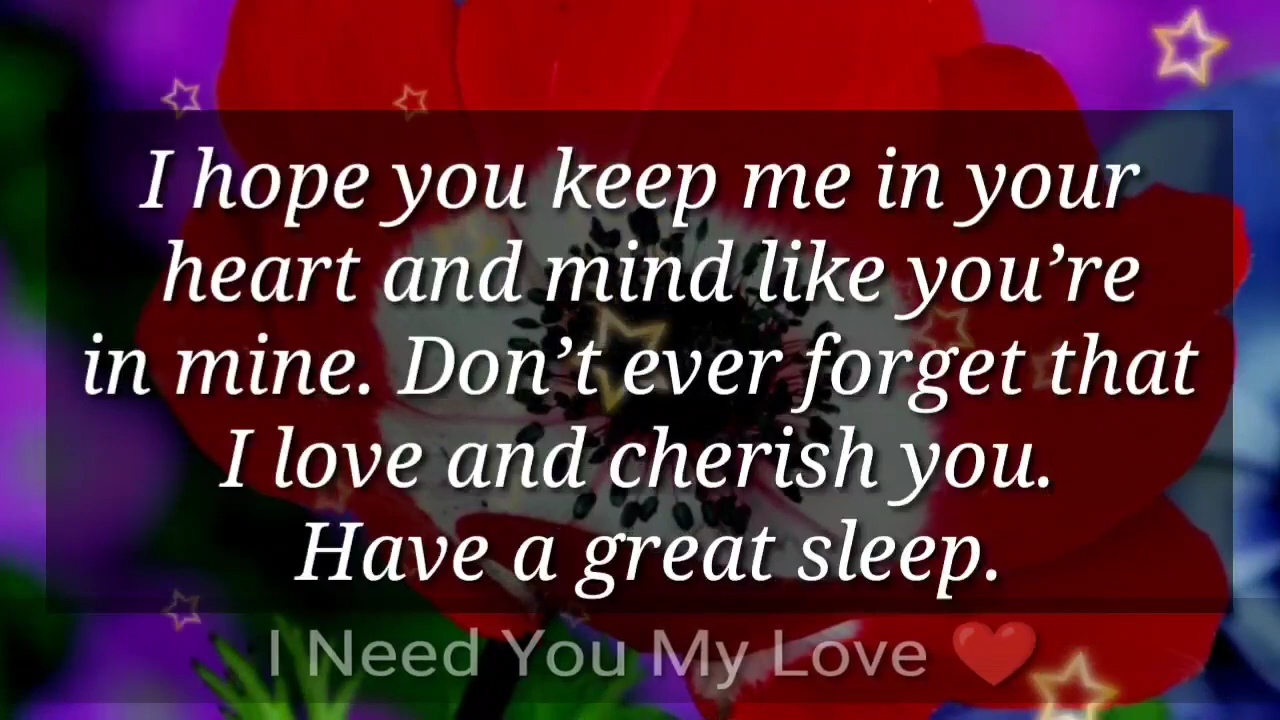 I hope you keep me in your
heart and mind like you’re
in mine. Don’t ever forget that
I love and cherish you.
Have a great sleep.
I Need You My Love ❤️